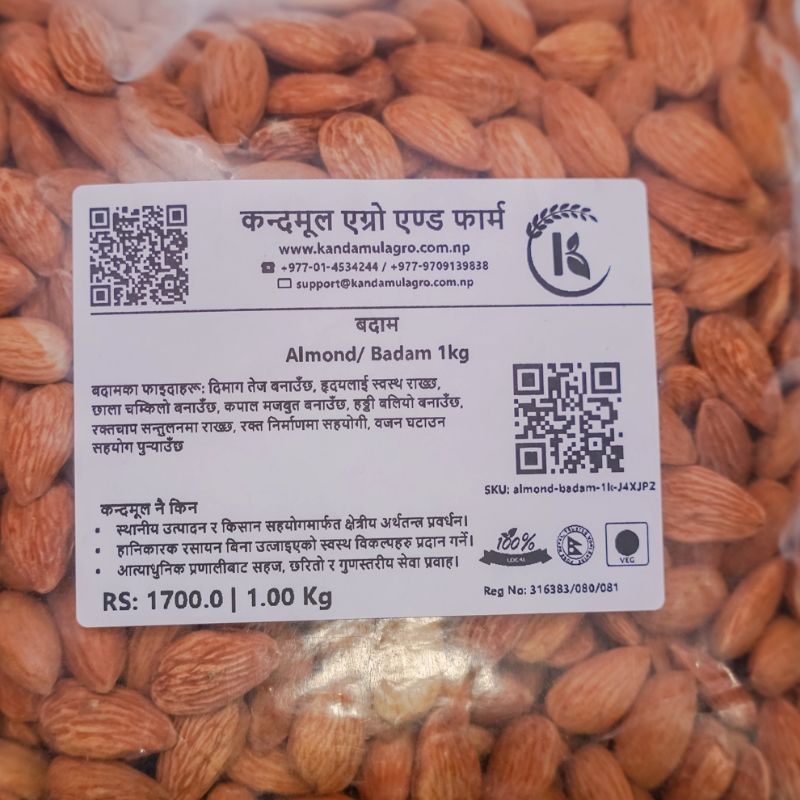 कन्दमूल एग्रो एण्ड फार्म
www.kandamulagro.com.np
+977-01-4534244 / +977-9709139838
support@kandamulagro.com.np
बदाम
Almond/ Badam 1kg
बदामका फाइदाहरू: दिमाग तेज बनाउँछ, हृदयलाई स्वस्थ राख्छ,
छाला चम्किलो बनाउँछ, कपाल मजबुत बनाउँछ, हड्डी बलियो बनाउँछ,
रक्तचाप सन्तुलनमा राख्छ, रक्त निर्माणमा सहयोगी, वजन घटाउन
सहयोग पुर्‍याउँछ
SKU: almond-badam-1k-J4XJPZ
कन्दमूल नै किन
• स्थानीय उत्पादन र किसान सहयोगमार्फत क्षेत्रीय अर्थतन्त्र प्रवर्धन।
• हानिकारक रसायन बिना उत्जाइएको स्वस्थ विकल्पहरु प्रदान गर्ने।
• आत्याधुनिक प्रणालीबाट सहज, छरितो र गुणस्तरीय सेवा प्रवाह।
100%
LOCAL
VEG
RS: 1700.0 | 1.00 Kg
Reg No: 316383/080/081